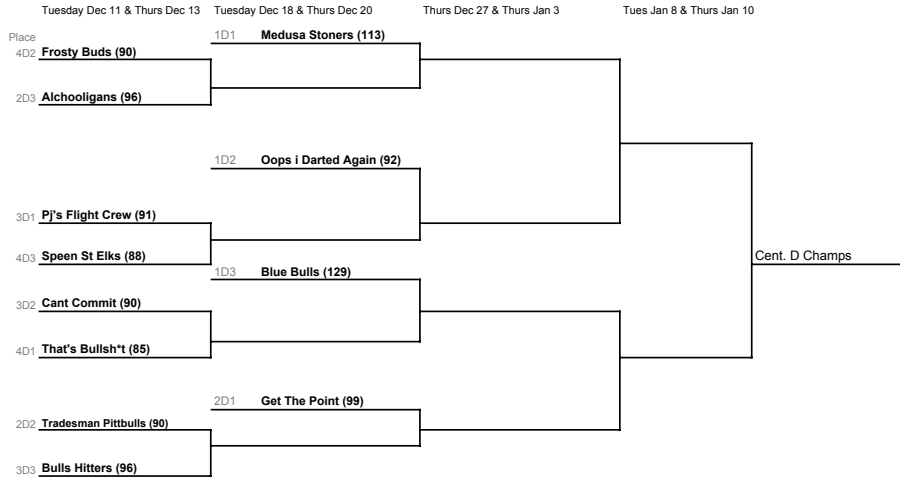 Tuesday Dec 11 & Thurs Dec 13 Tuesday Dec 18 & Thurs Dec 20 Thurs Dec 27 & Thurs Jan 3 Tues Jan 8 & Thurs Jan 10
Place
1D1 Medusa Stoners (113)
4D2 Frosty Buds (90)
2D3 Alchooligans (96)
1D2 Oops i Darted Again (92)
3D1 Pj's Flight Crew (91)
4D3 Speen St Elks (88)
Cent. D Champs
1D3 Blue Bulls (129)
3D2 Cant Commit (90)
4D1 That's Bullsh*t (85)
2D1 Get The Point (99)
2D2 Tradesman Pittbulls (90)
3D3 Bulls Hitters (96)